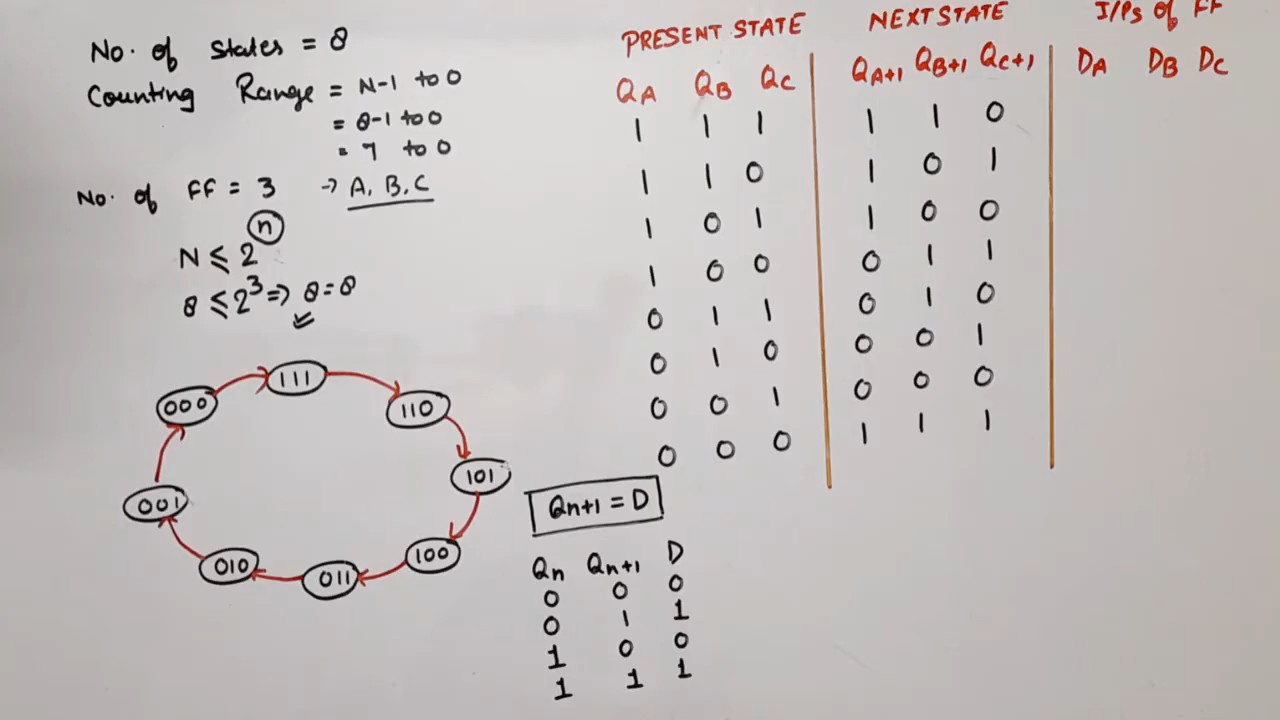 No. of states = 8
Counting Range = N-1 to 0
= 8-1 to 0
= 7 to 0
No. of FF = 3 → A, B, C
N ≤ 2ⁿ
8 ≤ 2³ ⇒ 8 = 8
✓
000 111 110 101 100 011 010 001
PRESENT STATE NEXT STATE I/Ps of FF
QA QB QC QA+1 QB+1 QC+1 DA DB DC
1 1 1 1 1 0
1 1 0 1 0 1
1 0 1 1 0 0
1 0 0 0 1 1
0 1 1 0 1 0
0 1 0 0 0 1
0 0 1 0 0 0
0 0 0 1 1 1
Qn+1 = D
Qn Qn+1 D
0 0 0
0 1 1
1 0 0
1 1 1